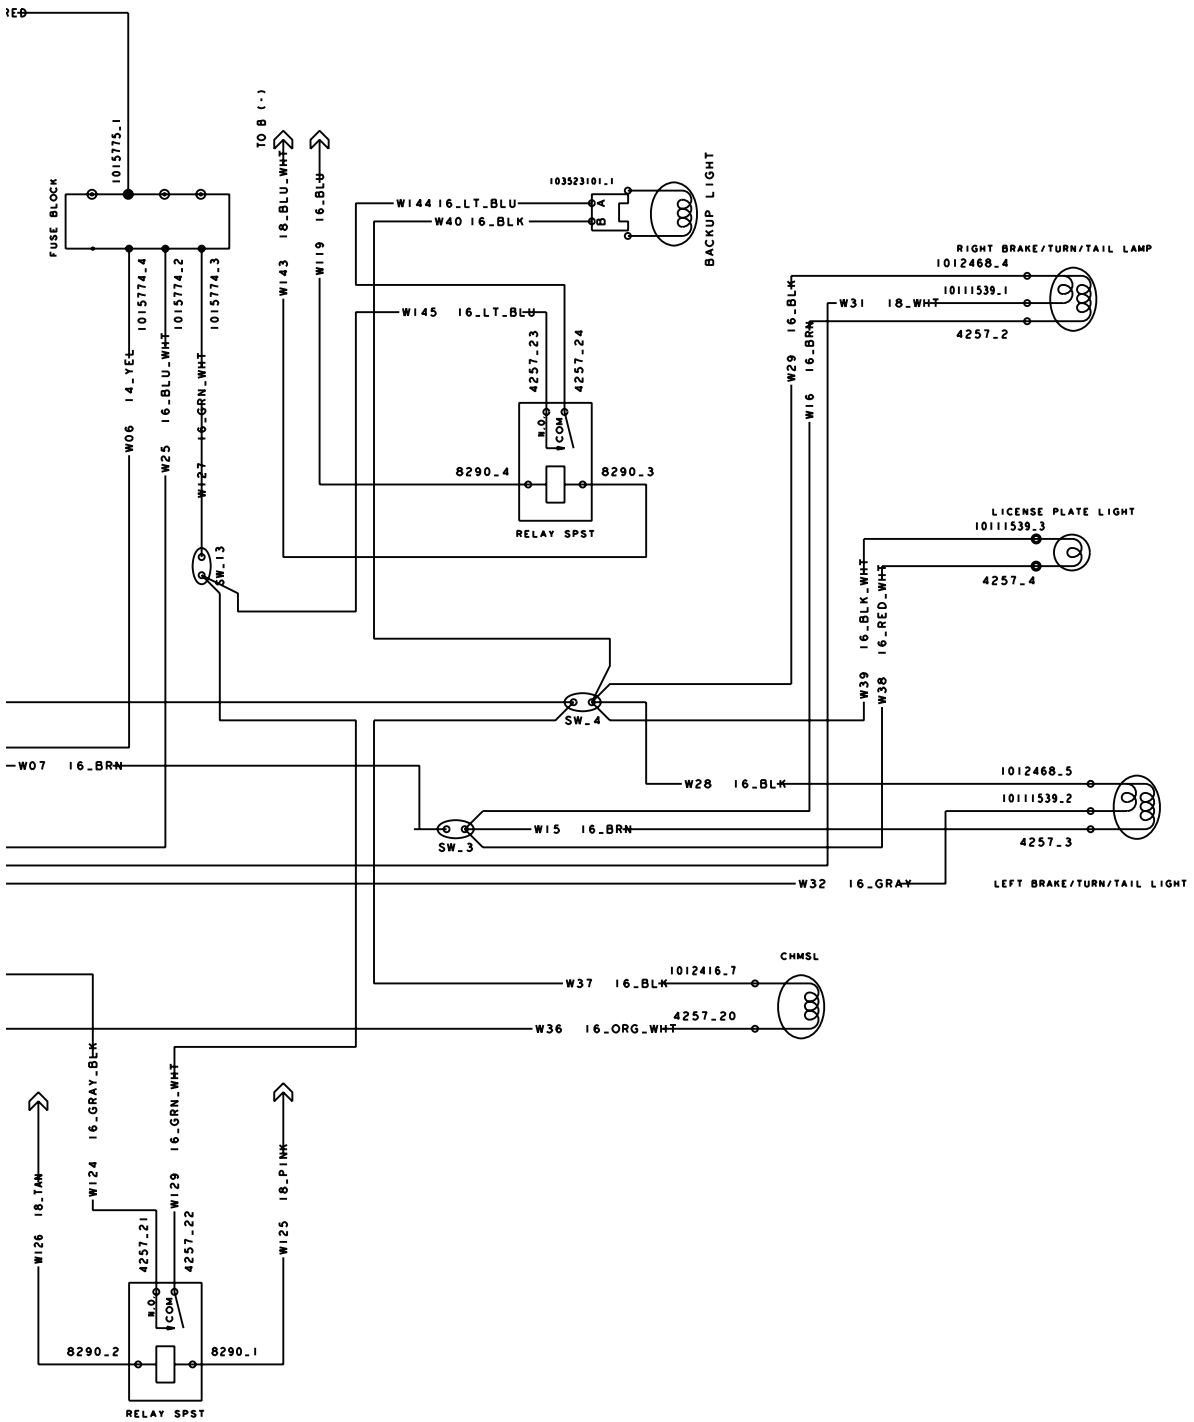 RED
1015775_1
FUSE BLOCK
TO B (-)
1015774_4
1015774_2
1015774_3
W06 14_YEL
W25 16_BLU_WHT
W127 16_GRN_WHT
W143 18_BLU_WHT
W119 16_BLU
103523101_1
W144 16_LT_BLU
A
W40 16_BLK
B
BACKUP LIGHT
W145 16_LT_BLU
4257_23
4257_24
N.O.
COM
8290_4
8290_3
RELAY SPST
RIGHT BRAKE/TURN/TAIL LAMP
1012468_4
10111539_1
W31 18_WHT
4257_2
W29 16_BLK
W16 16_BRN
LICENSE PLATE LIGHT
10111539_3
4257_4
W39 16_BLK_WHT
W38 16_RED_WHT
SW_13
SW_4
W07 16_BRN
W28 16_BLK
1012468_5
10111539_2
W15 16_BRN
SW_3
4257_3
W32 16_GRAY
LEFT BRAKE/TURN/TAIL LIGHT
CHMSL
1012416_7
W37 16_BLK
4257_20
W36 16_ORG_WHT
W124 16_GRAY_BLK
W129 16_GRN_WHT
W126 18_TAN
W125 18_PINK
4257_21
4257_22
N.O.
COM
8290_2
8290_1
RELAY SPST